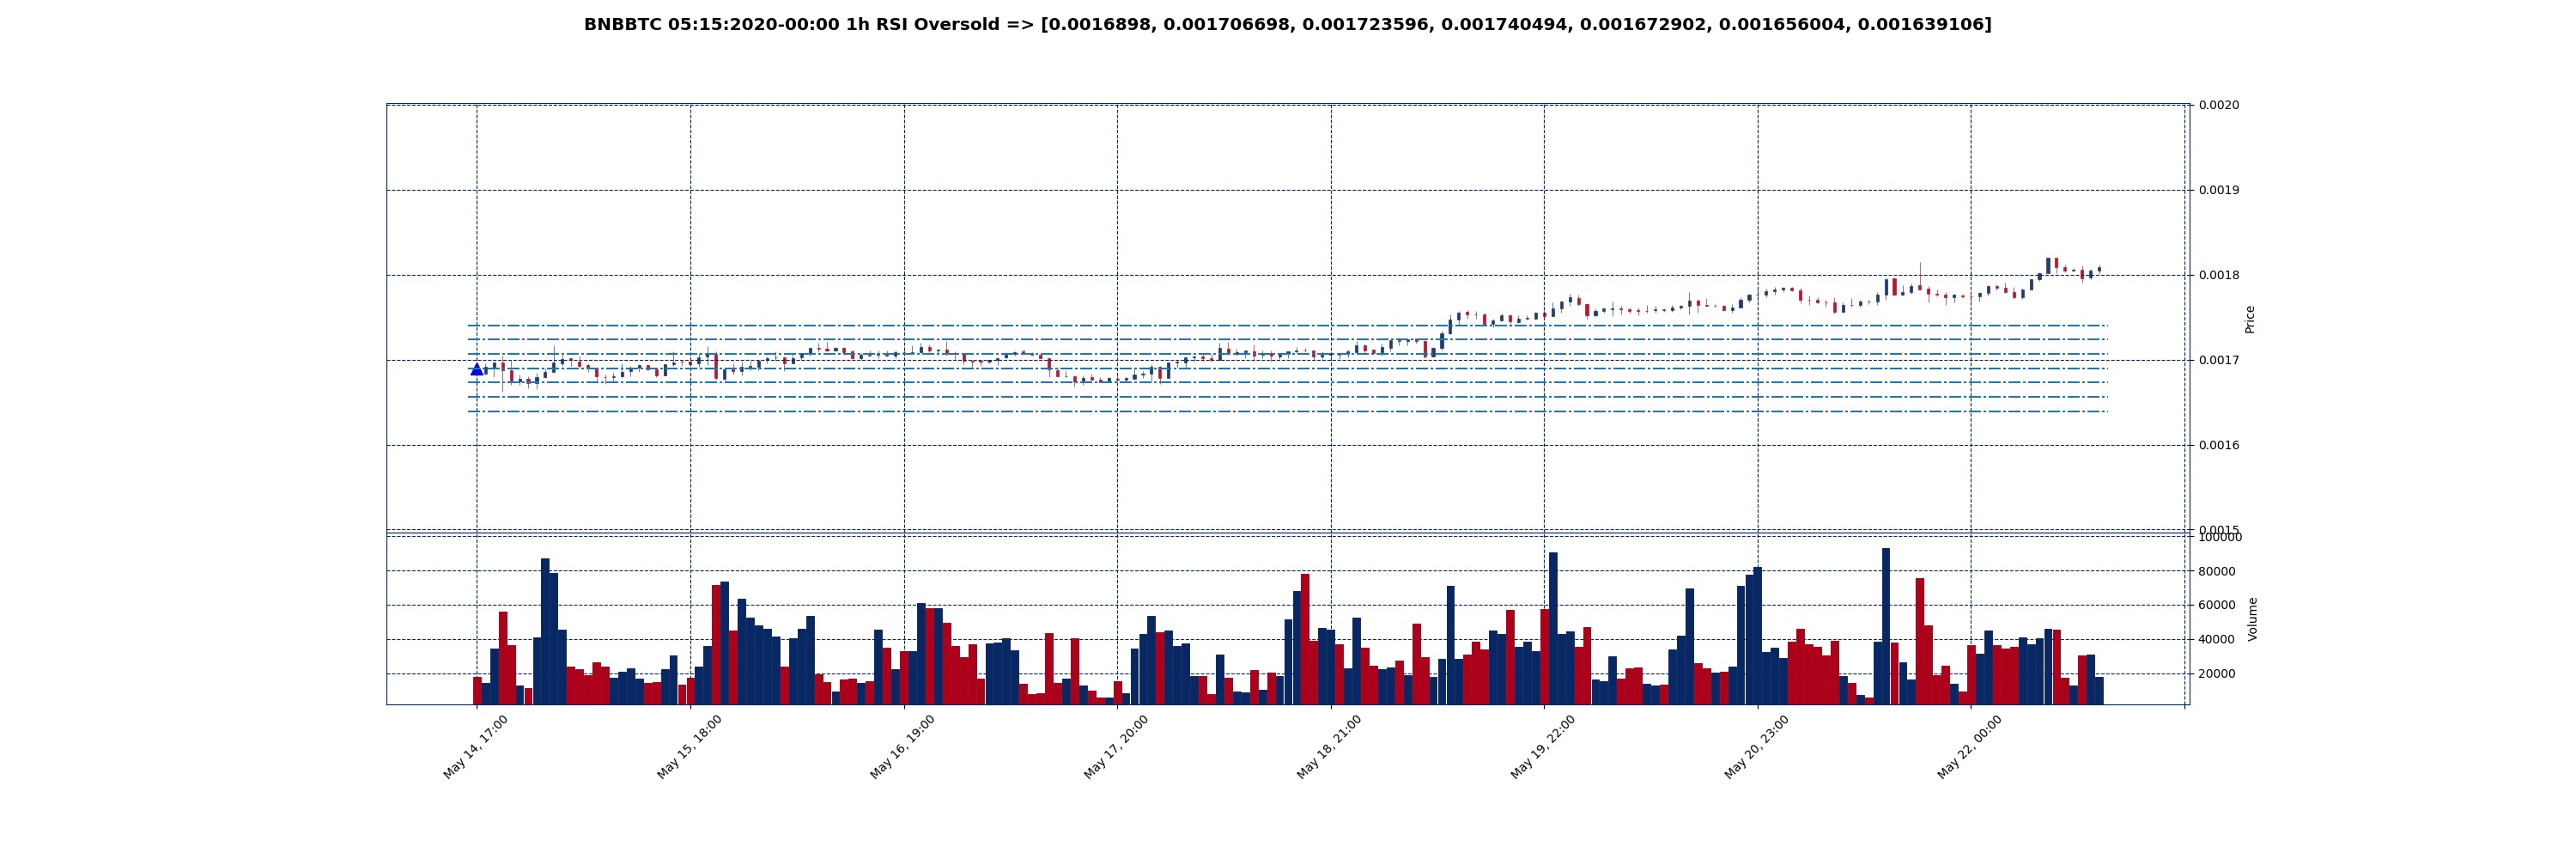 BNBBTC 05:15:2020-00:00 1h RSI Oversold => [0.0016898, 0.001706698, 0.001723596, 0.001740494, 0.001672902, 0.001656004, 0.001639106]
0.0020
0.0019
0.0018
0.0017
0.0016
0.0015
Price
100000
80000
60000
40000
20000
Volume
May 14, 17:00
May 15, 18:00
May 16, 19:00
May 17, 20:00
May 18, 21:00
May 19, 22:00
May 20, 23:00
May 22, 00:00